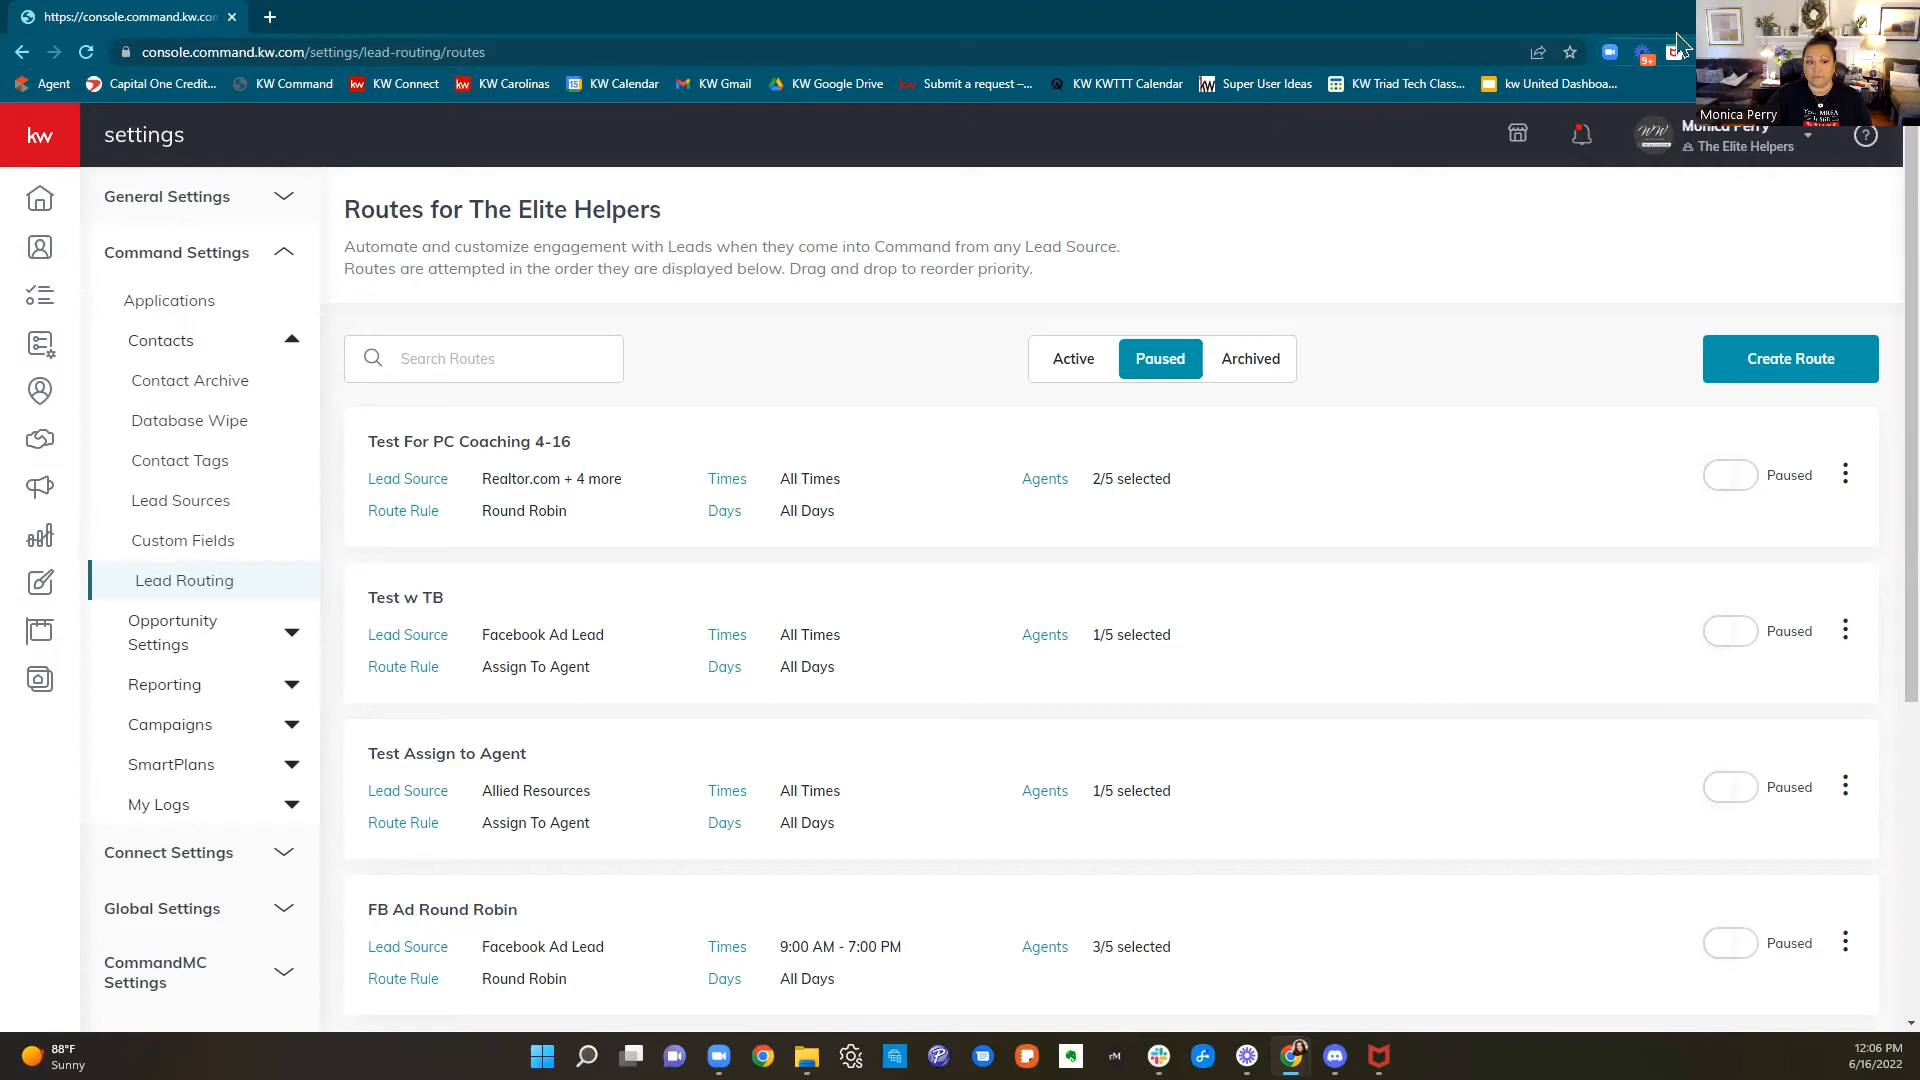 https://console.command.kw.com
console.command.kw.com/settings/lead-routing/routes
9+
Agent
Capital One Credit...
KW Command
KW Connect
KW Carolinas
KW Calendar
KW Gmail
KW Google Drive
Submit a request –...
KW KWTTT Calendar
Super User Ideas
KW Triad Tech Class...
kw United Dashboa...
Monica Perry
kw
settings
Monica Perry
The Elite Helpers
General Settings
Command Settings
Applications
Contacts
Contact Archive
Database Wipe
Contact Tags
Lead Sources
Custom Fields
Lead Routing
Opportunity
Settings
Reporting
Campaigns
SmartPlans
My Logs
Connect Settings
Global Settings
CommandMC
Settings
Routes for The Elite Helpers
Automate and customize engagement with Leads when they come into Command from any Lead Source.
Routes are attempted in the order they are displayed below. Drag and drop to reorder priority.
Search Routes
Active Paused Archived
Create Route
Test For PC Coaching 4-16
Lead Source Realtor.com + 4 more Times All Times Agents 2/5 selected
Route Rule Round Robin Days All Days
Paused
Test w TB
Lead Source Facebook Ad Lead Times All Times Agents 1/5 selected
Route Rule Assign To Agent Days All Days
Paused
Test Assign to Agent
Lead Source Allied Resources Times All Times Agents 1/5 selected
Route Rule Assign To Agent Days All Days
Paused
FB Ad Round Robin
Lead Source Facebook Ad Lead Times 9:00 AM - 7:00 PM Agents 3/5 selected
Route Rule Round Robin Days All Days
Paused
88°F
Sunny
rM
12:06 PM
6/16/2022